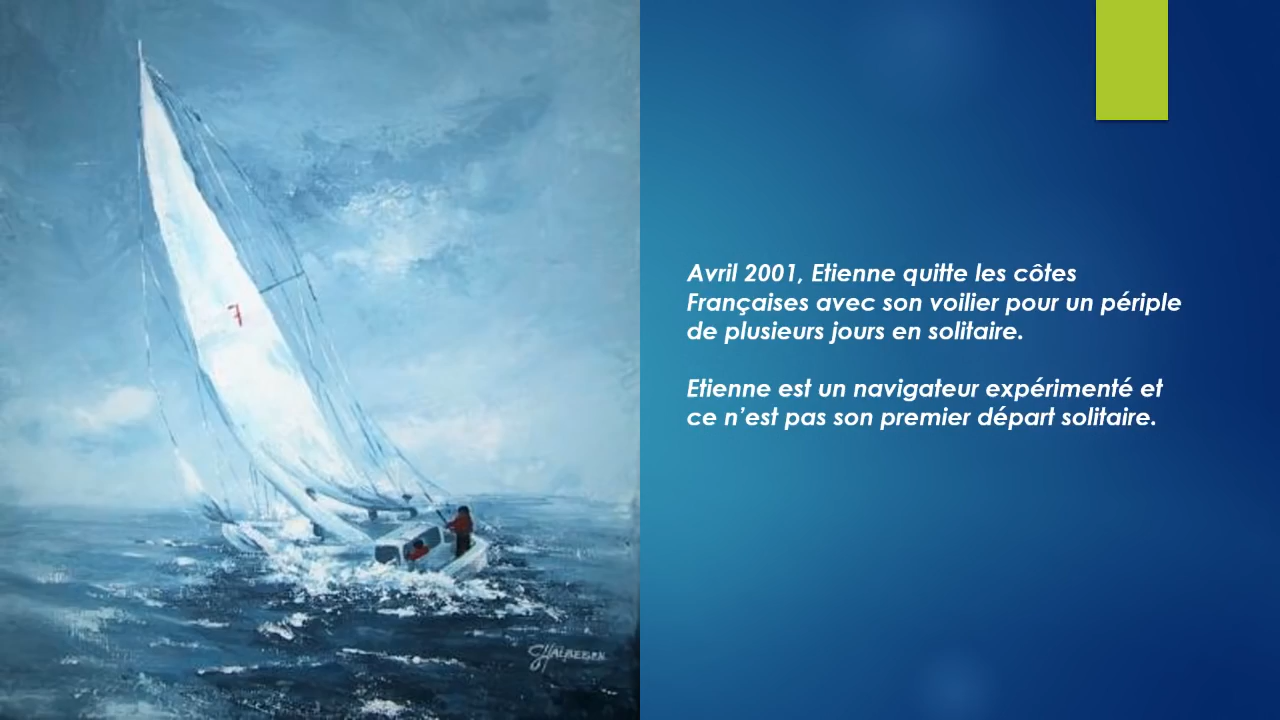 Avril 2001, Etienne quitte les côtes
Françaises avec son voilier pour un périple
de plusieurs jours en solitaire.
Etienne est un navigateur expérimenté et
ce n’est pas son premier départ solitaire.
7